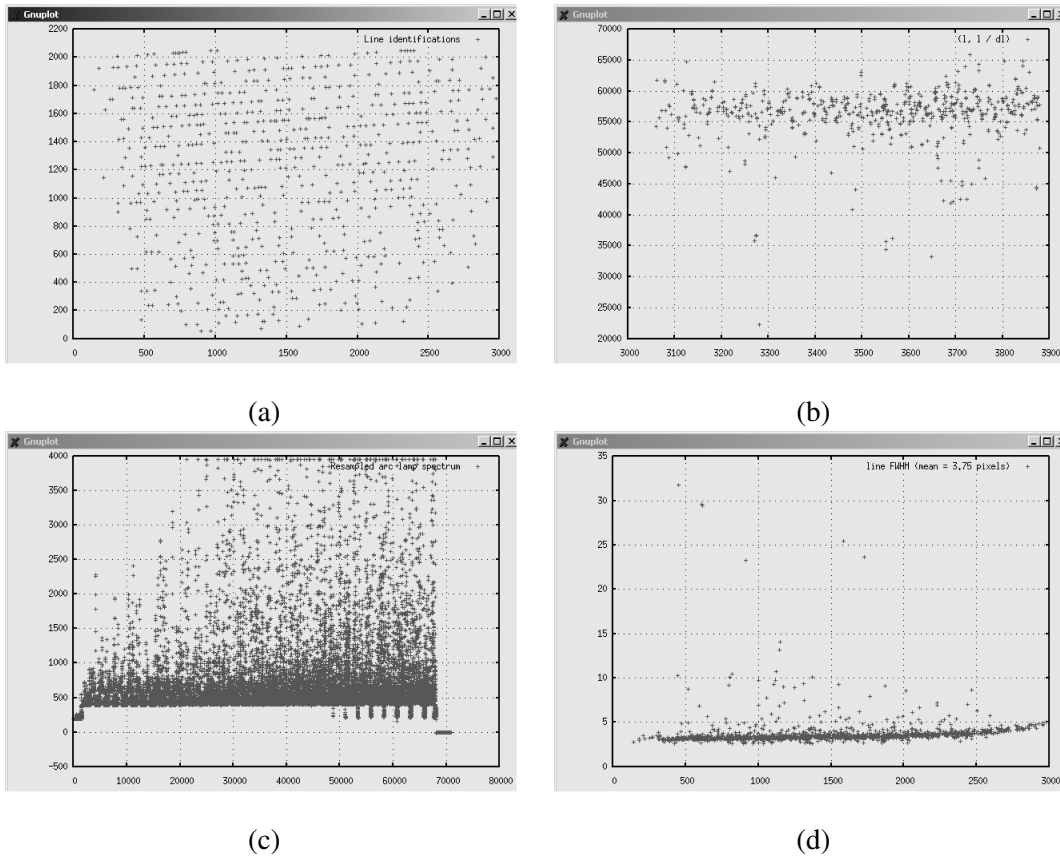 Gnuplot
Line identifications
2200
2000
1800
1600
1400
1200
1000
800
600
400
200
0
0 500 1000 1500 2000 2500 3000
(a)
Gnuplot
(l, l / dl)
70000
65000
60000
55000
50000
45000
40000
35000
30000
25000
20000
3000 3100 3200 3300 3400 3500 3600 3700 3800 3900
(b)
Gnuplot
Resampled arc lamp spectrum
4000
3500
3000
2500
2000
1500
1000
500
0
-500
0 10000 20000 30000 40000 50000 60000 70000 80000
(c)
Gnuplot
line FWHM (mean = 3,75 pixels)
35
30
25
20
15
10
5
0
0 500 1000 1500 2000 2500 3000
(d)